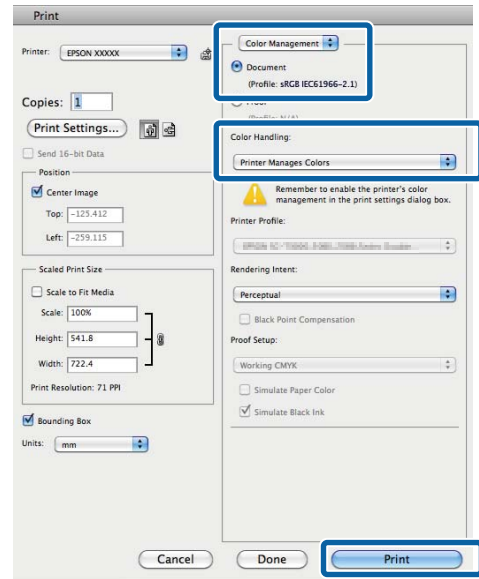 Print
Printer: EPSON XXXXX
Copies: 1
Print Settings...
Send 16-bit Data
Position
Center Image
Top: -125.412
Left: -259.115
Scaled Print Size
Scale to Fit Media
Scale: 100%
Height: 541.8
Width: 722.4
Print Resolution: 71 PPI
Bounding Box
Units: mm
Color Management
Document
(Profile: sRGB IEC61966-2.1)
Color Handling:
Printer Manages Colors
Remember to enable the printer's color
management in the print settings dialog box.
Printer Profile:
Rendering Intent:
Perceptual
Black Point Compensation
Proof Setup:
Working CMYK
Simulate Paper Color
Simulate Black Ink
Cancel
Done
Print